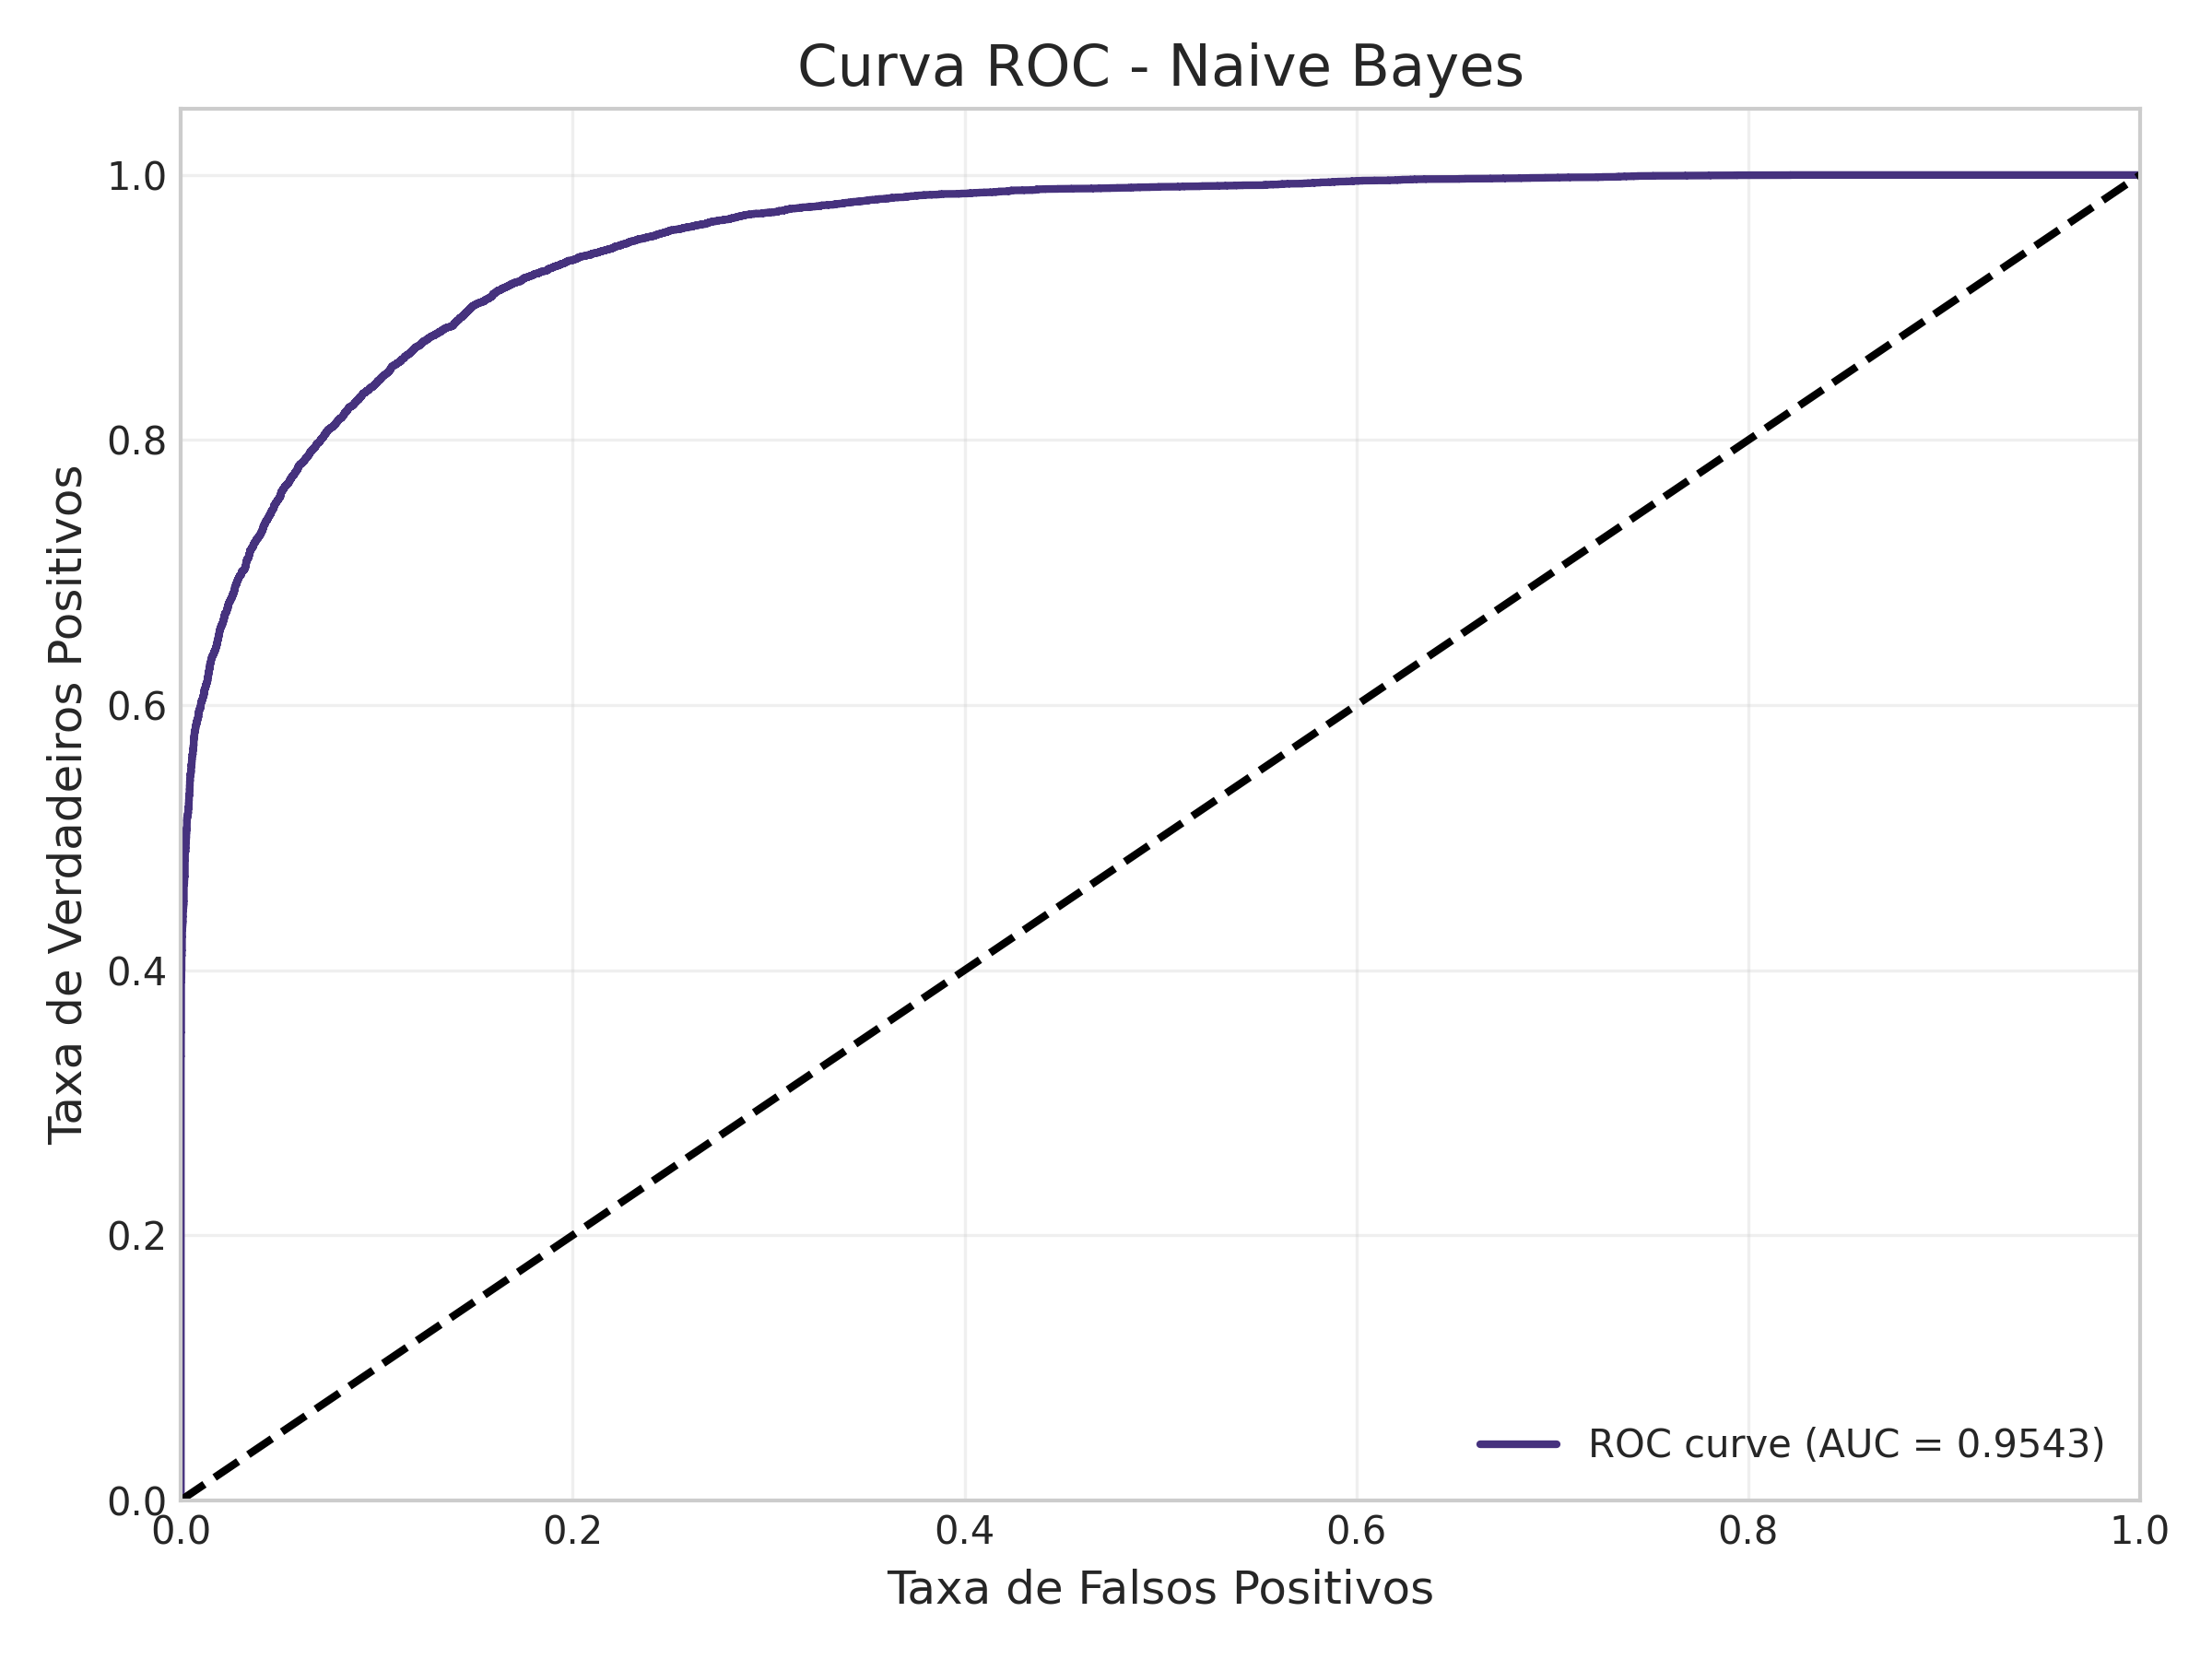 Curva ROC - Naive Bayes
1.0
0.8
0.6
0.4
0.2
0.0
Taxa de Verdadeiros Positivos
ROC curve (AUC = 0.9543)
0.0 0.2 0.4 0.6 0.8 1.0
Taxa de Falsos Positivos